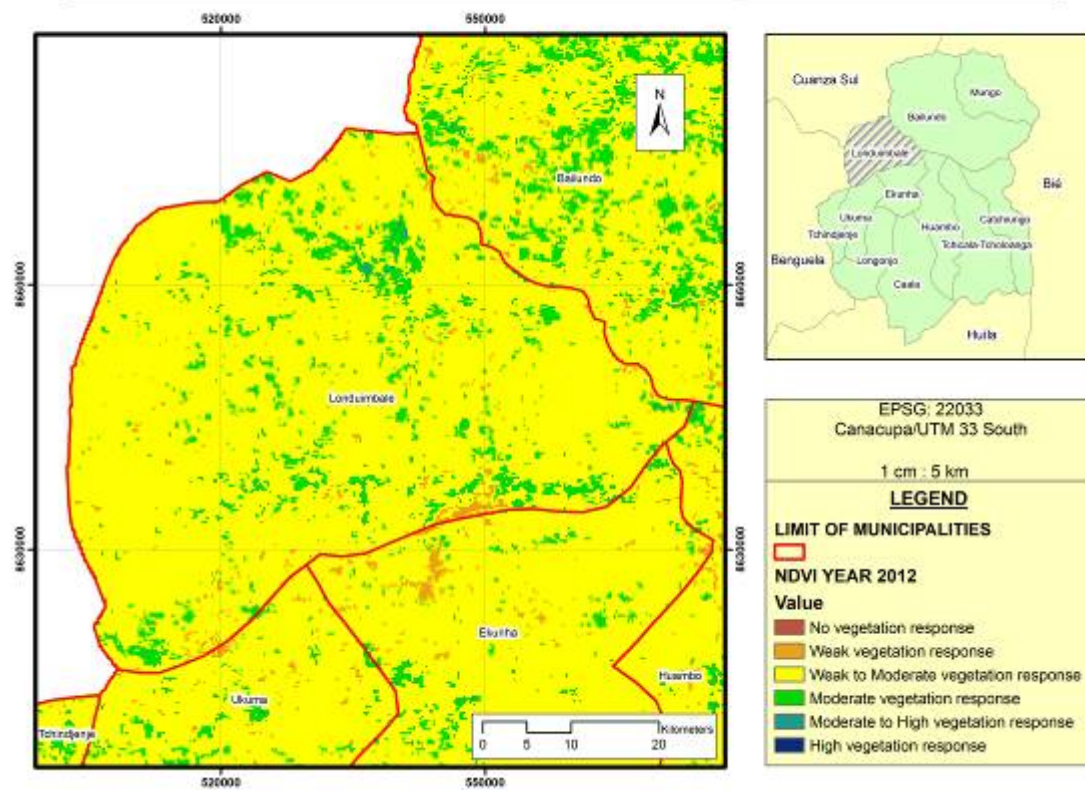 520000
550000
N
Bailundo
8660000
8660000
Londuimbale
8630000
8630000
Ekunha
Huambo
Ukuma
Tchindjenje
Kilometers
0 5 10 20
520000
550000
Cuanza Sul
Mungo
Bailundo
Londuimbale
Bié
Ekunha
Ukuma
Huambo
Catchiungo
Tchindjenje
Tchicala-Tcholoanga
Benguela
Longonjo
Caala
Huila
EPSG: 22033
Canacupa/UTM 33 South
1 cm : 5 km
LEGEND
LIMIT OF MUNICIPALITIES
NDVI YEAR 2012
Value
No vegetation response
Weak vegetation response
Weak to Moderate vegetation response
Moderate vegetation response
Moderate to High vegetation response
High vegetation response